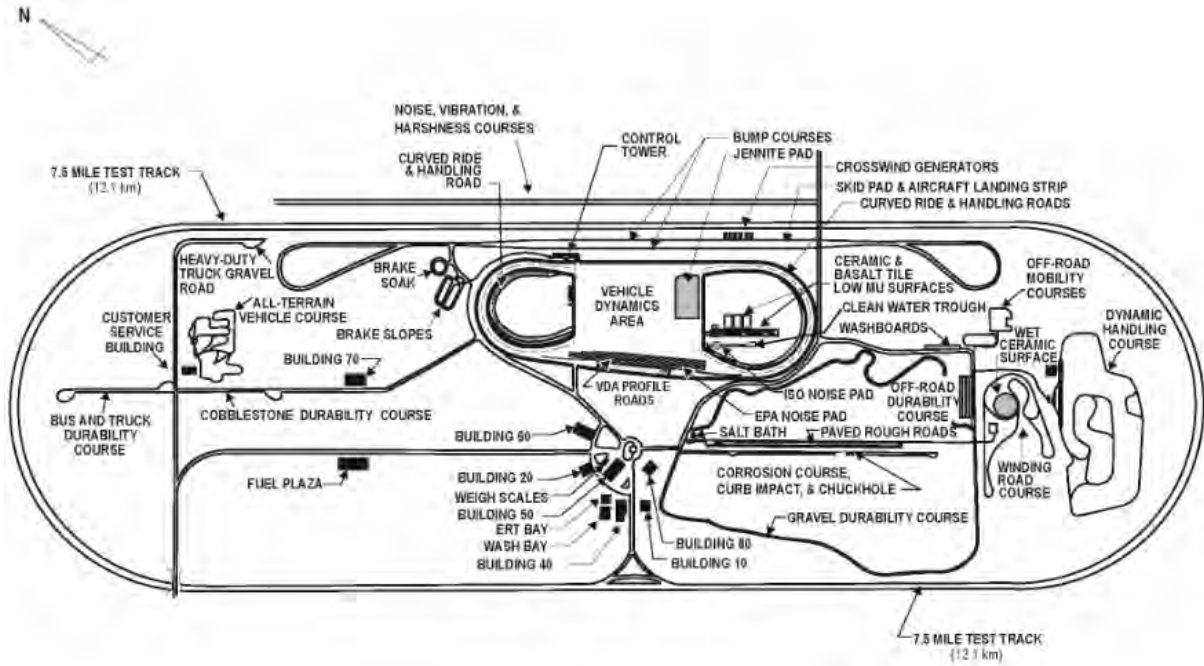 N
NOISE, VIBRATION, &
HARSHNESS COURSES
CURVED RIDE
& HANDLING
ROAD
CONTROL
TOWER
BUMP COURSES
JENNITE PAD
CROSSWIND GENERATORS
SKID PAD & AIRCRAFT LANDING STRIP
CURVED RIDE & HANDLING ROADS
7.5 MILE TEST TRACK
(12.1 km)
HEAVY-DUTY
TRUCK GRAVEL
ROAD
BRAKE
SOAK
BRAKE SLOPES
ALL-TERRAIN
VEHICLE COURSE
CUSTOMER
SERVICE
BUILDING
BUILDING 70
VEHICLE
DYNAMICS
AREA
CERAMIC &
BASALT TILE
LOW MU SURFACES
CLEAN WATER TROUGH
WASHBOARDS
OFF-ROAD
MOBILITY
COURSES
WET
CERAMIC
SURFACE
DYNAMIC
HANDLING
COURSE
BUS AND TRUCK
DURABILITY
COURSE
COBBLESTONE DURABILITY COURSE
VDA PROFILE
ROADS
ISO NOISE PAD
EPA NOISE PAD
OFF-ROAD
DURABILITY
COURSE
SALT BATH
PAVED ROUGH ROADS
BUILDING 60
FUEL PLAZA
BUILDING 20
WEIGH SCALES
BUILDING 50
ERT BAY
WASH BAY
BUILDING 40
CORROSION COURSE,
CURB IMPACT, & CHUCKHOLE
WINDING
ROAD
COURSE
GRAVEL DURABILITY COURSE
BUILDING 80
BUILDING 10
7.5 MILE TEST TRACK
(12.1 km)